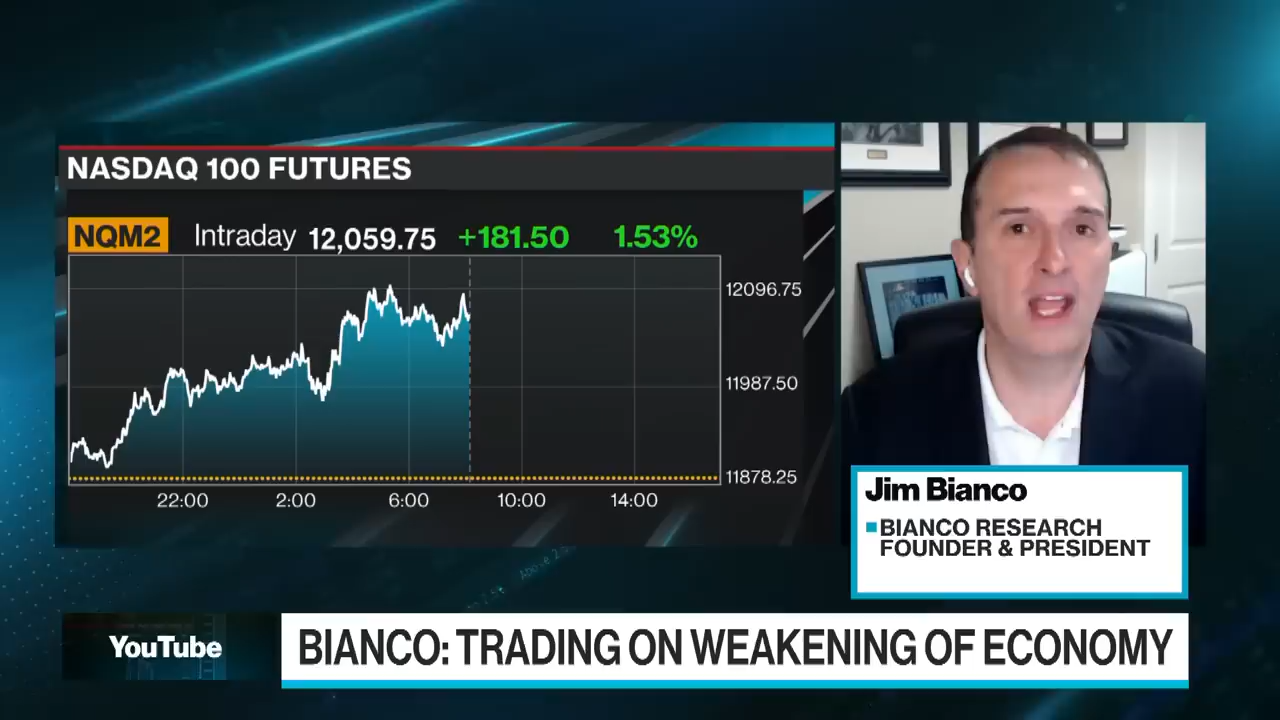 NASDAQ 100 FUTURES
NQM2 Intraday 12,059.75 +181.50 1.53%
12096.75
11987.50
11878.25
22:00 2:00 6:00 10:00 14:00
Jim Bianco
BIANCO RESEARCH
FOUNDER & PRESIDENT
YouTube
BIANCO: TRADING ON WEAKENING OF ECONOMY